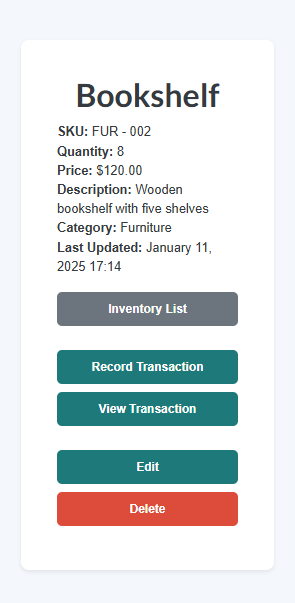 Bookshelf
SKU: FUR - 002
Quantity: 8
Price: $120.00
Description: Wooden
bookshelf with five shelves
Category: Furniture
Last Updated: January 11,
2025 17:14
Inventory List
Record Transaction
View Transaction
Edit
Delete